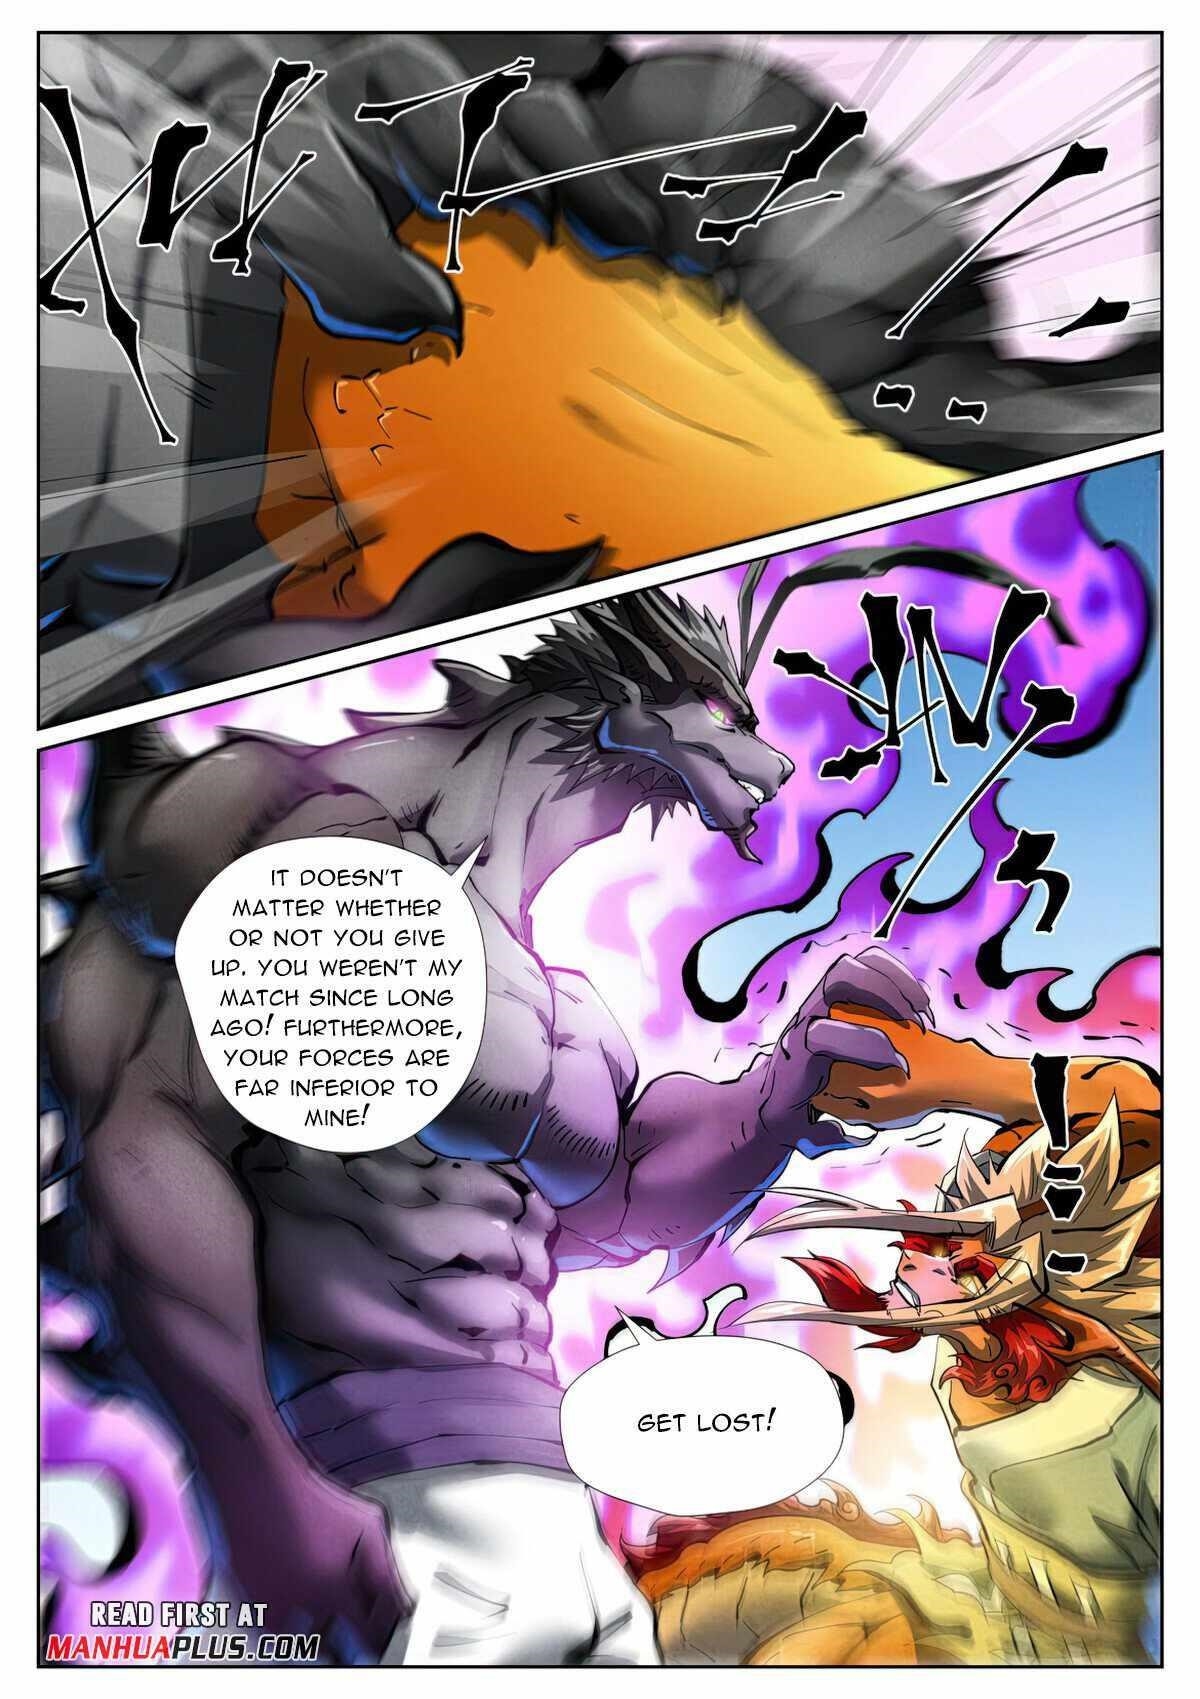 IT DOESN'T
MATTER WHETHER
OR NOT YOU GIVE
UP. YOU WEREN'T MY
MATCH SINCE LONG
AGO! FURTHERMORE,
YOUR FORCES ARE
FAR INFERIOR TO
MINE!
GET LOST!
READ FIRST AT
MANHUAPLUS.COM